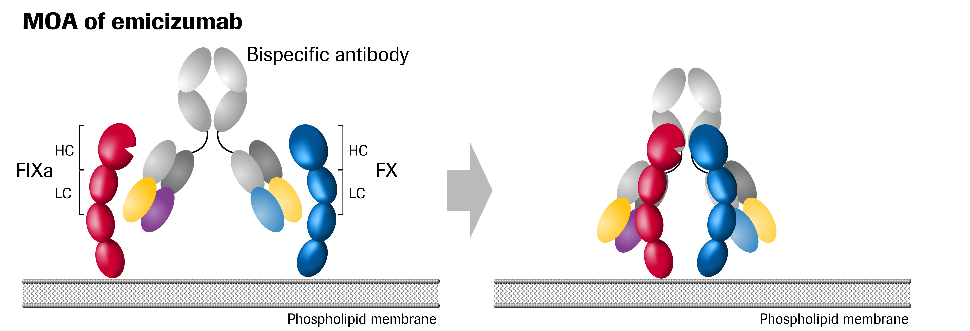 MOA of emicizumab
Bispecific antibody
HC
FIXa
LC
HC
FX
LC
Phospholipid membrane
Phospholipid membrane